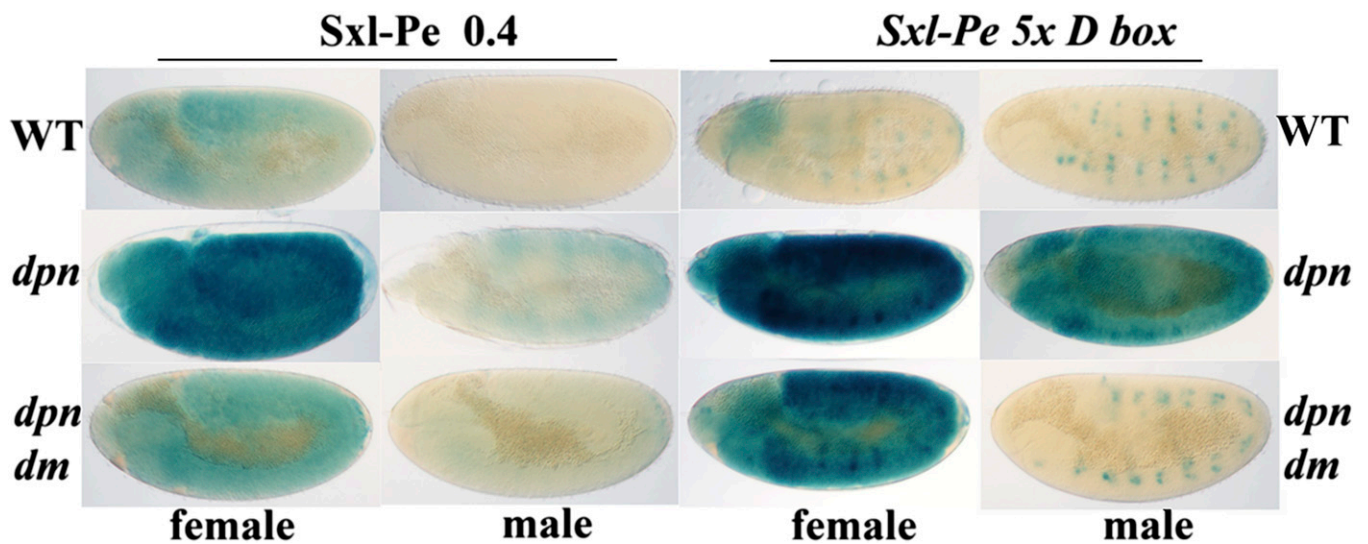 Sxl-Pe 0.4 Sxl-Pe 5x D box
WT WT
dpn dpn
dpn dpn
dm dm
female male female male